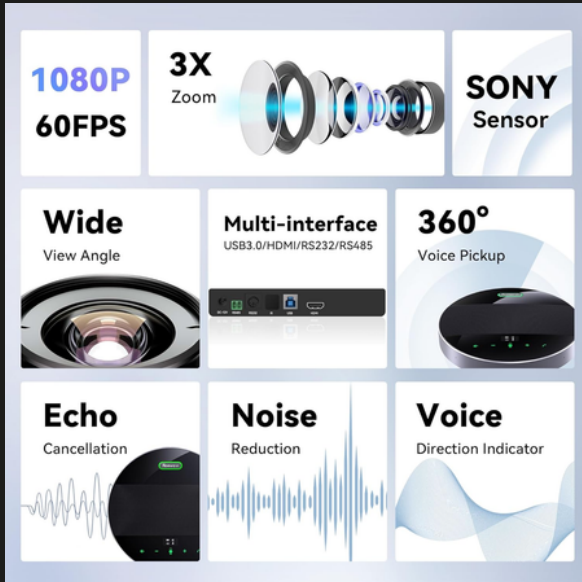 1080P
60FPS
3X
Zoom
SONY
Sensor
Wide
View Angle
Multi-interface
USB3.0/HDMI/RS232/RS485
360°
Voice Pickup
Echo
Cancellation
Noise
Reduction
Voice
Direction Indicator